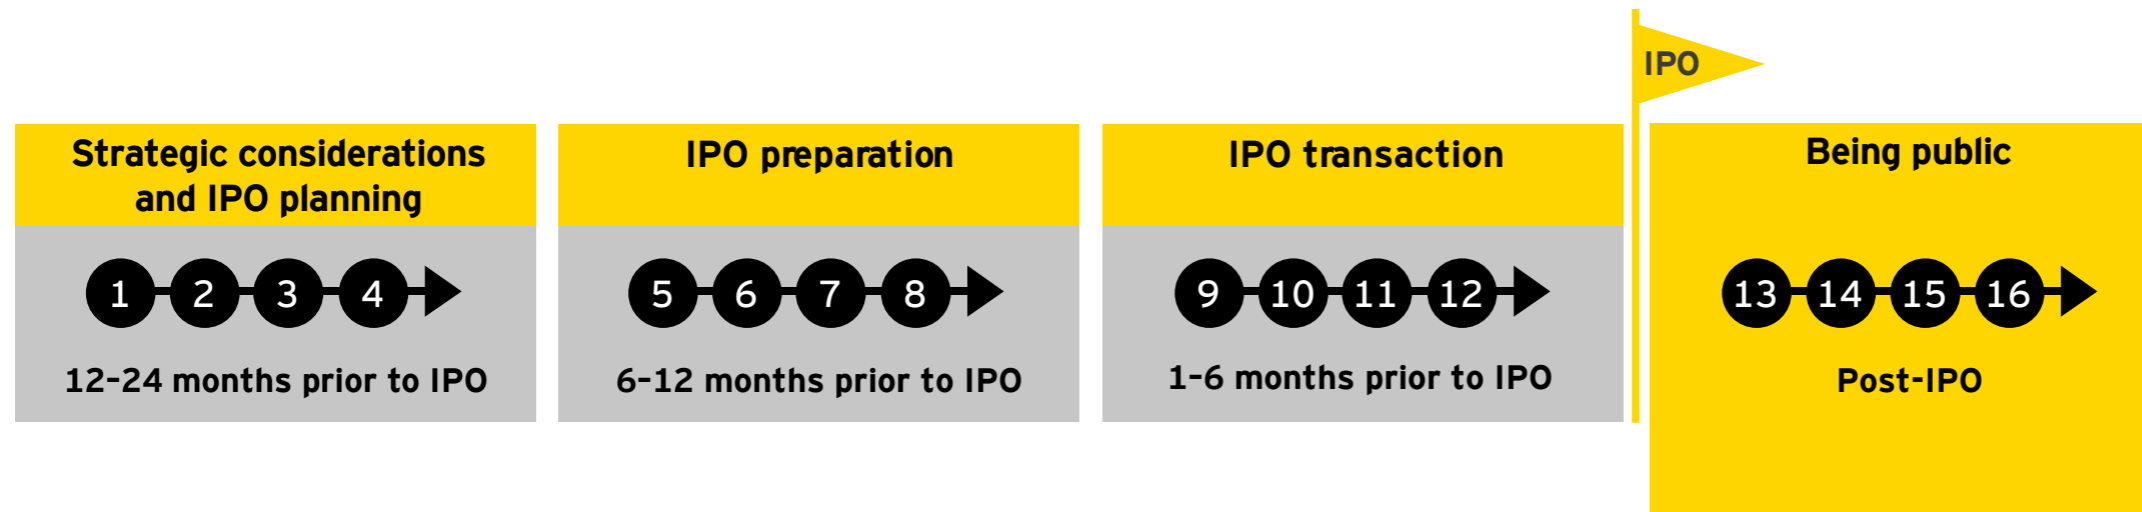 IPO
Strategic considerations
and IPO planning
1 2 3 4
12–24 months prior to IPO
IPO preparation
5 6 7 8
6–12 months prior to IPO
IPO transaction
9 10 11 12
1–6 months prior to IPO
Being public
13 14 15 16
Post-IPO